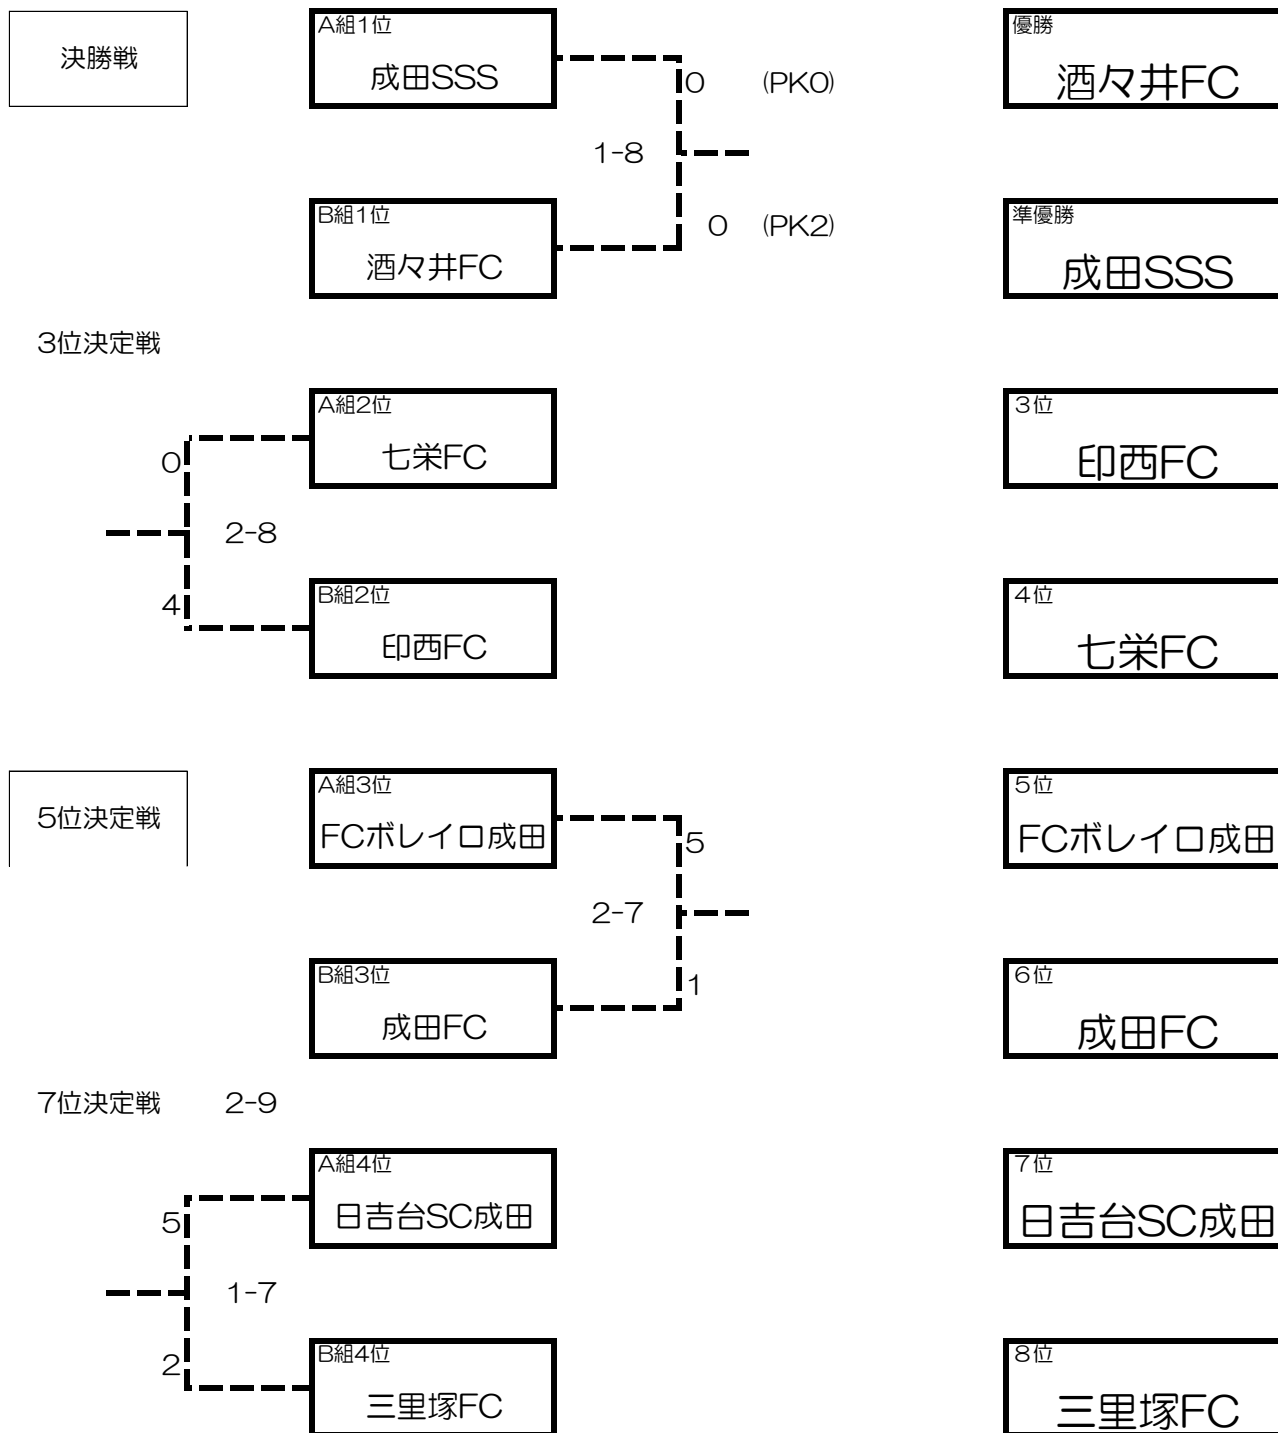 決勝戦
A組1位
成田SSS
0 (PK0)
1-8
B組1位
酒々井FC
0 (PK2)
優勝
酒々井FC
準優勝
成田SSS
3位決定戦
A組2位
七栄FC
0
2-8
4
B組2位
印西FC
3位
印西FC
4位
七栄FC
5位決定戦
A組3位
FCボレイロ成田
5
2-7
B組3位
成田FC
1
5位
FCボレイロ成田
6位
成田FC
7位決定戦 2-9
A組4位
日吉台SC成田
5
1-7
2
B組4位
三里塚FC
7位
日吉台SC成田
8位
三里塚FC